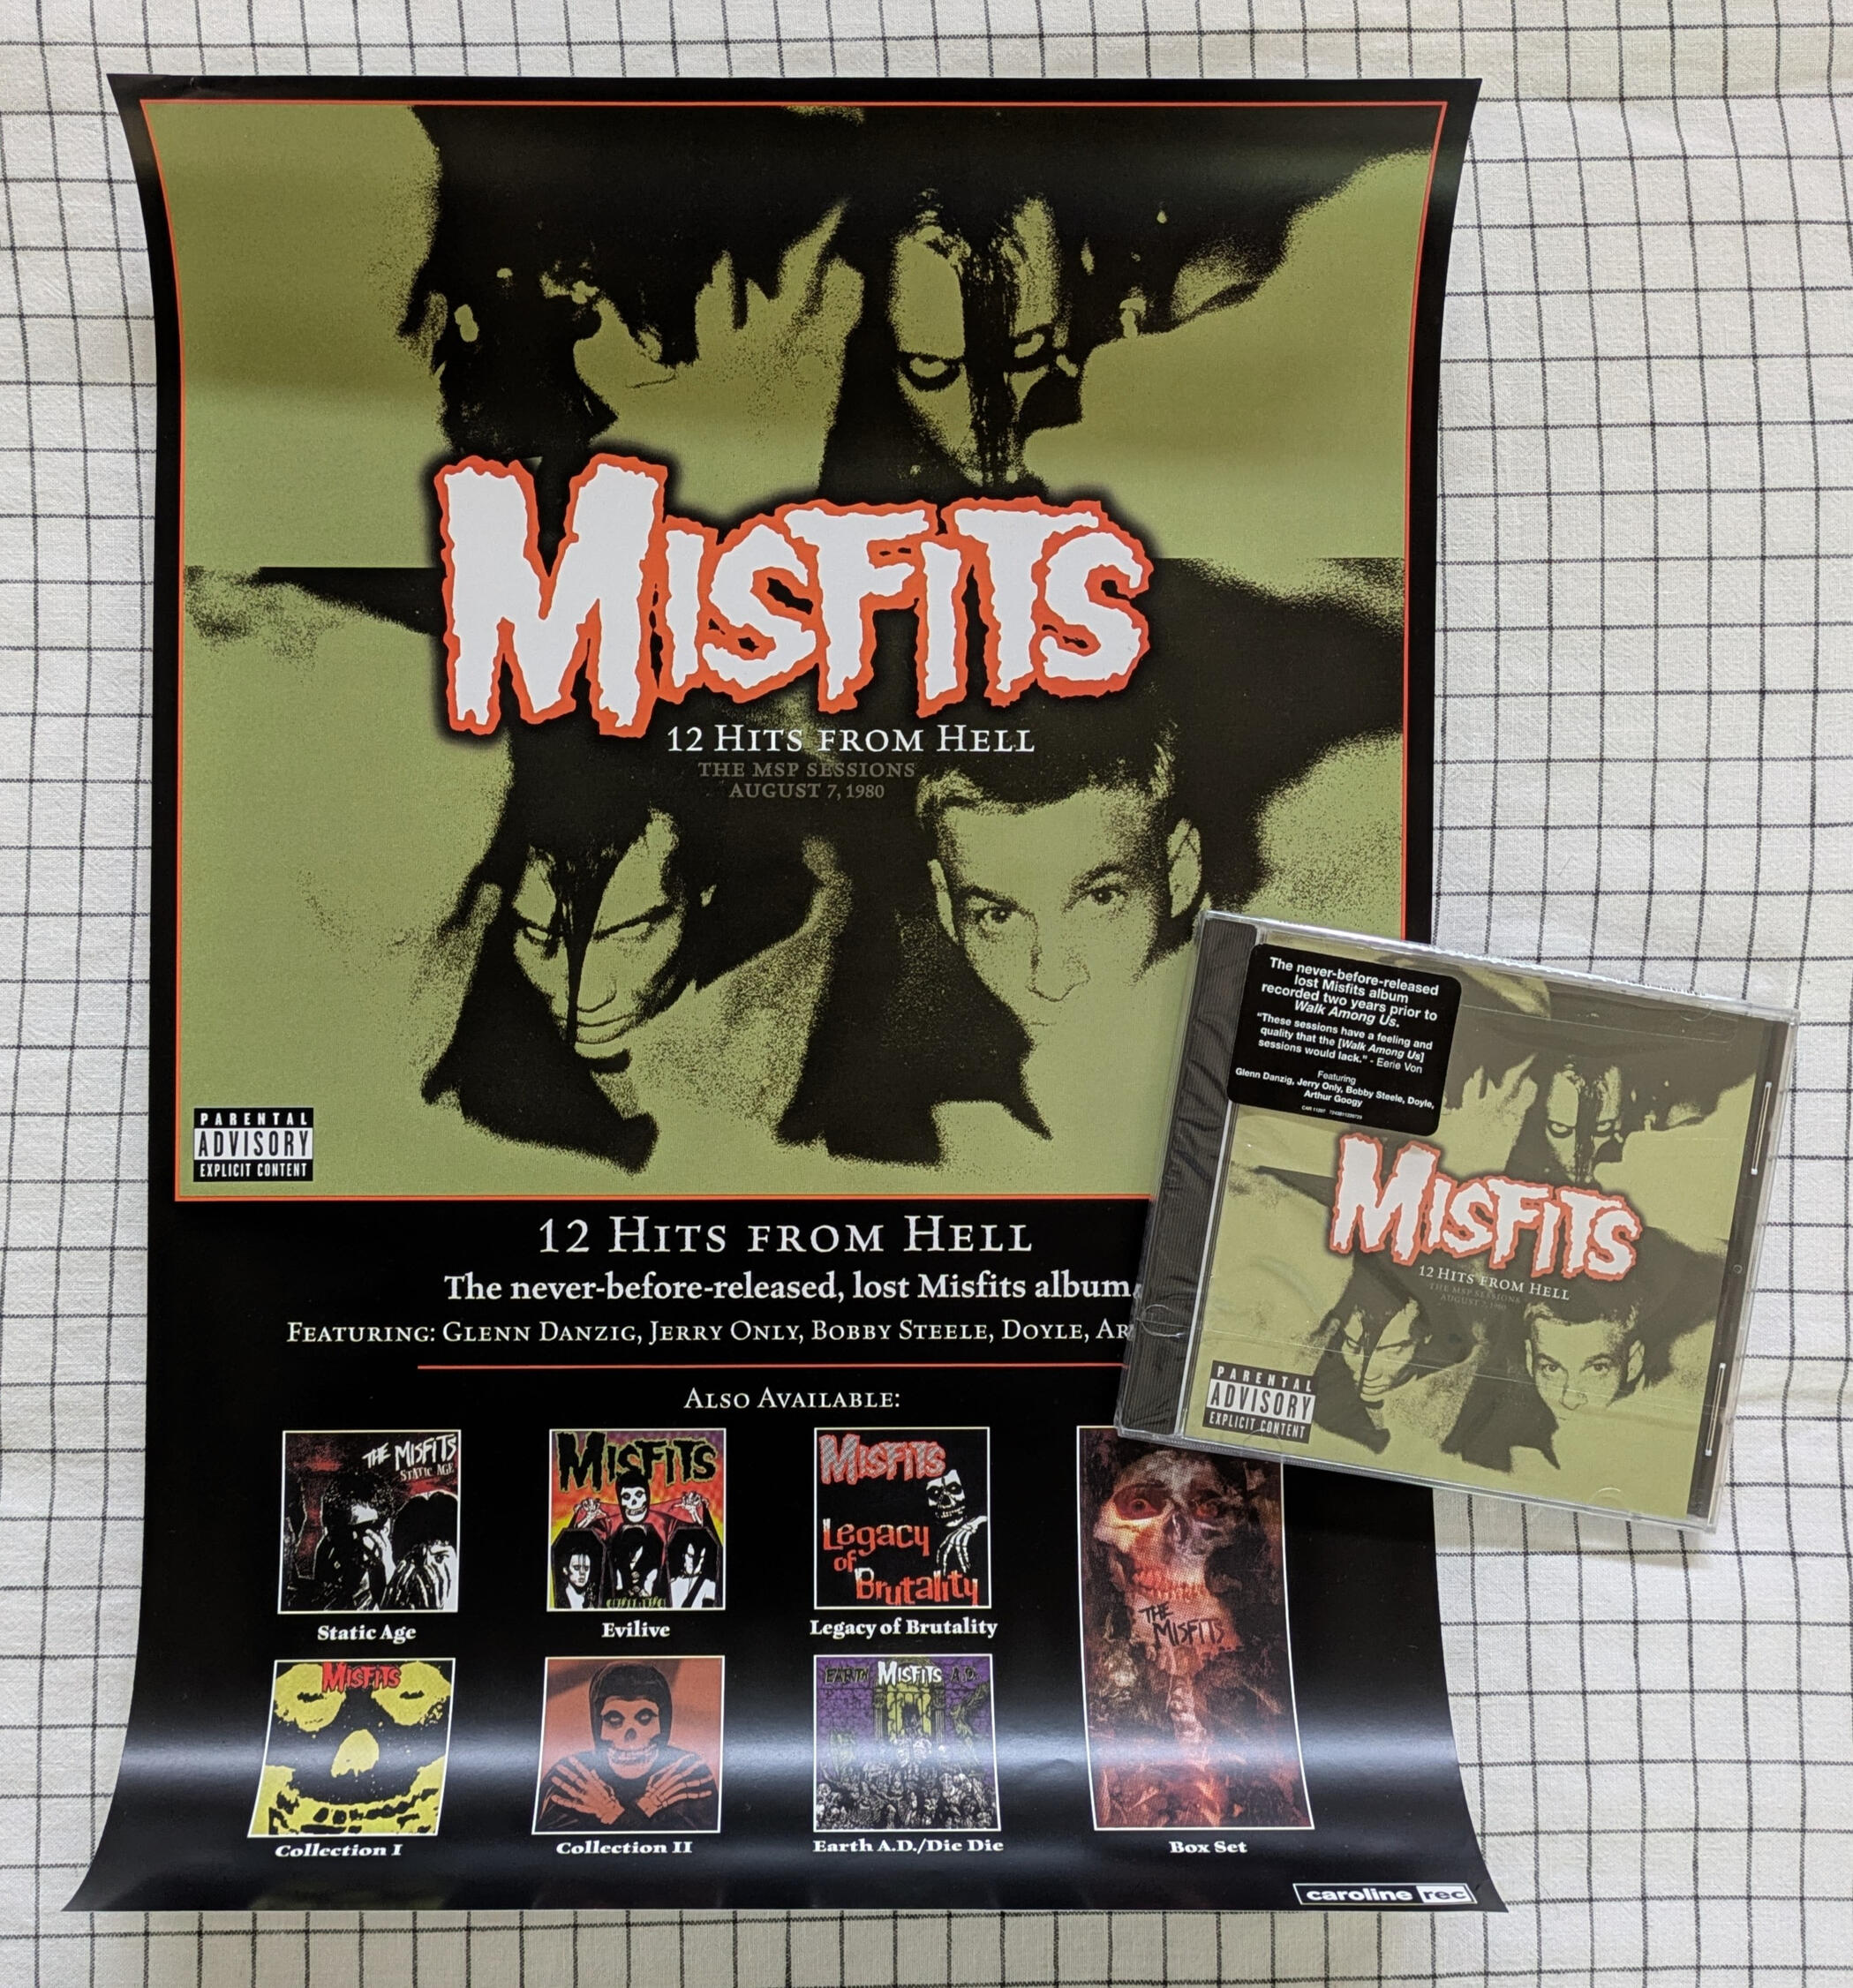 MISFITS
12 HITS FROM HELL
THE MSP SESSIONS
AUGUST 7, 1980
PARENTAL
ADVISORY
EXPLICIT CONTENT
12 HITS FROM HELL
The never-before-released, lost Misfits album
FEATURING: GLENN DANZIG, JERRY ONLY, BOBBY STEELE, DOYLE, AR
ALSO AVAILABLE:
THE MISFITS
STATIC AGE
Static Age
MISFITS
Evilive
MISFITS
Legacy
of
Brutality
Legacy of Brutality
MISFITS
Collection I
Collection II
EARTH MISFITS A.D.
Earth A.D./Die Die
THE
MISFITS
Box Set
caroline rec
The never-before-released
lost Misfits album
recorded two years prior to
Walk Among Us.
"These sessions have a feeling and
quality that the [Walk Among Us]
sessions would lack." - Eerie Von
Featuring
Glenn Danzig, Jerry Only, Bobby Steele, Doyle,
Arthur Googy
MISFITS
12 HITS FROM HELL
THE MSP SESSIONS
AUGUST 7, 1980
PARENTAL
ADVISORY
EXPLICIT CONTENT